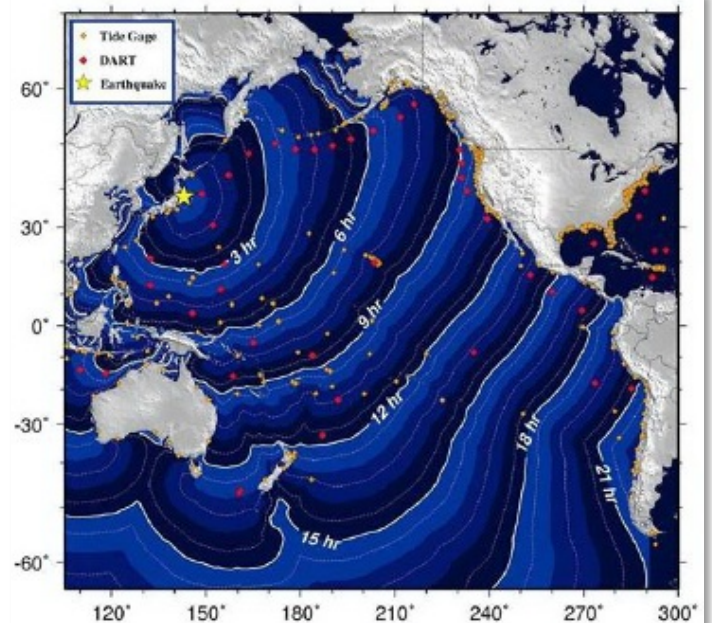 Tide Gage
DART
Earthquake
60°
30°
0°
-30°
-60°
3 hr
6 hr
9 hr
12 hr
15 hr
18 hr
21 hr
120° 150° 180° 210° 240° 270° 300°